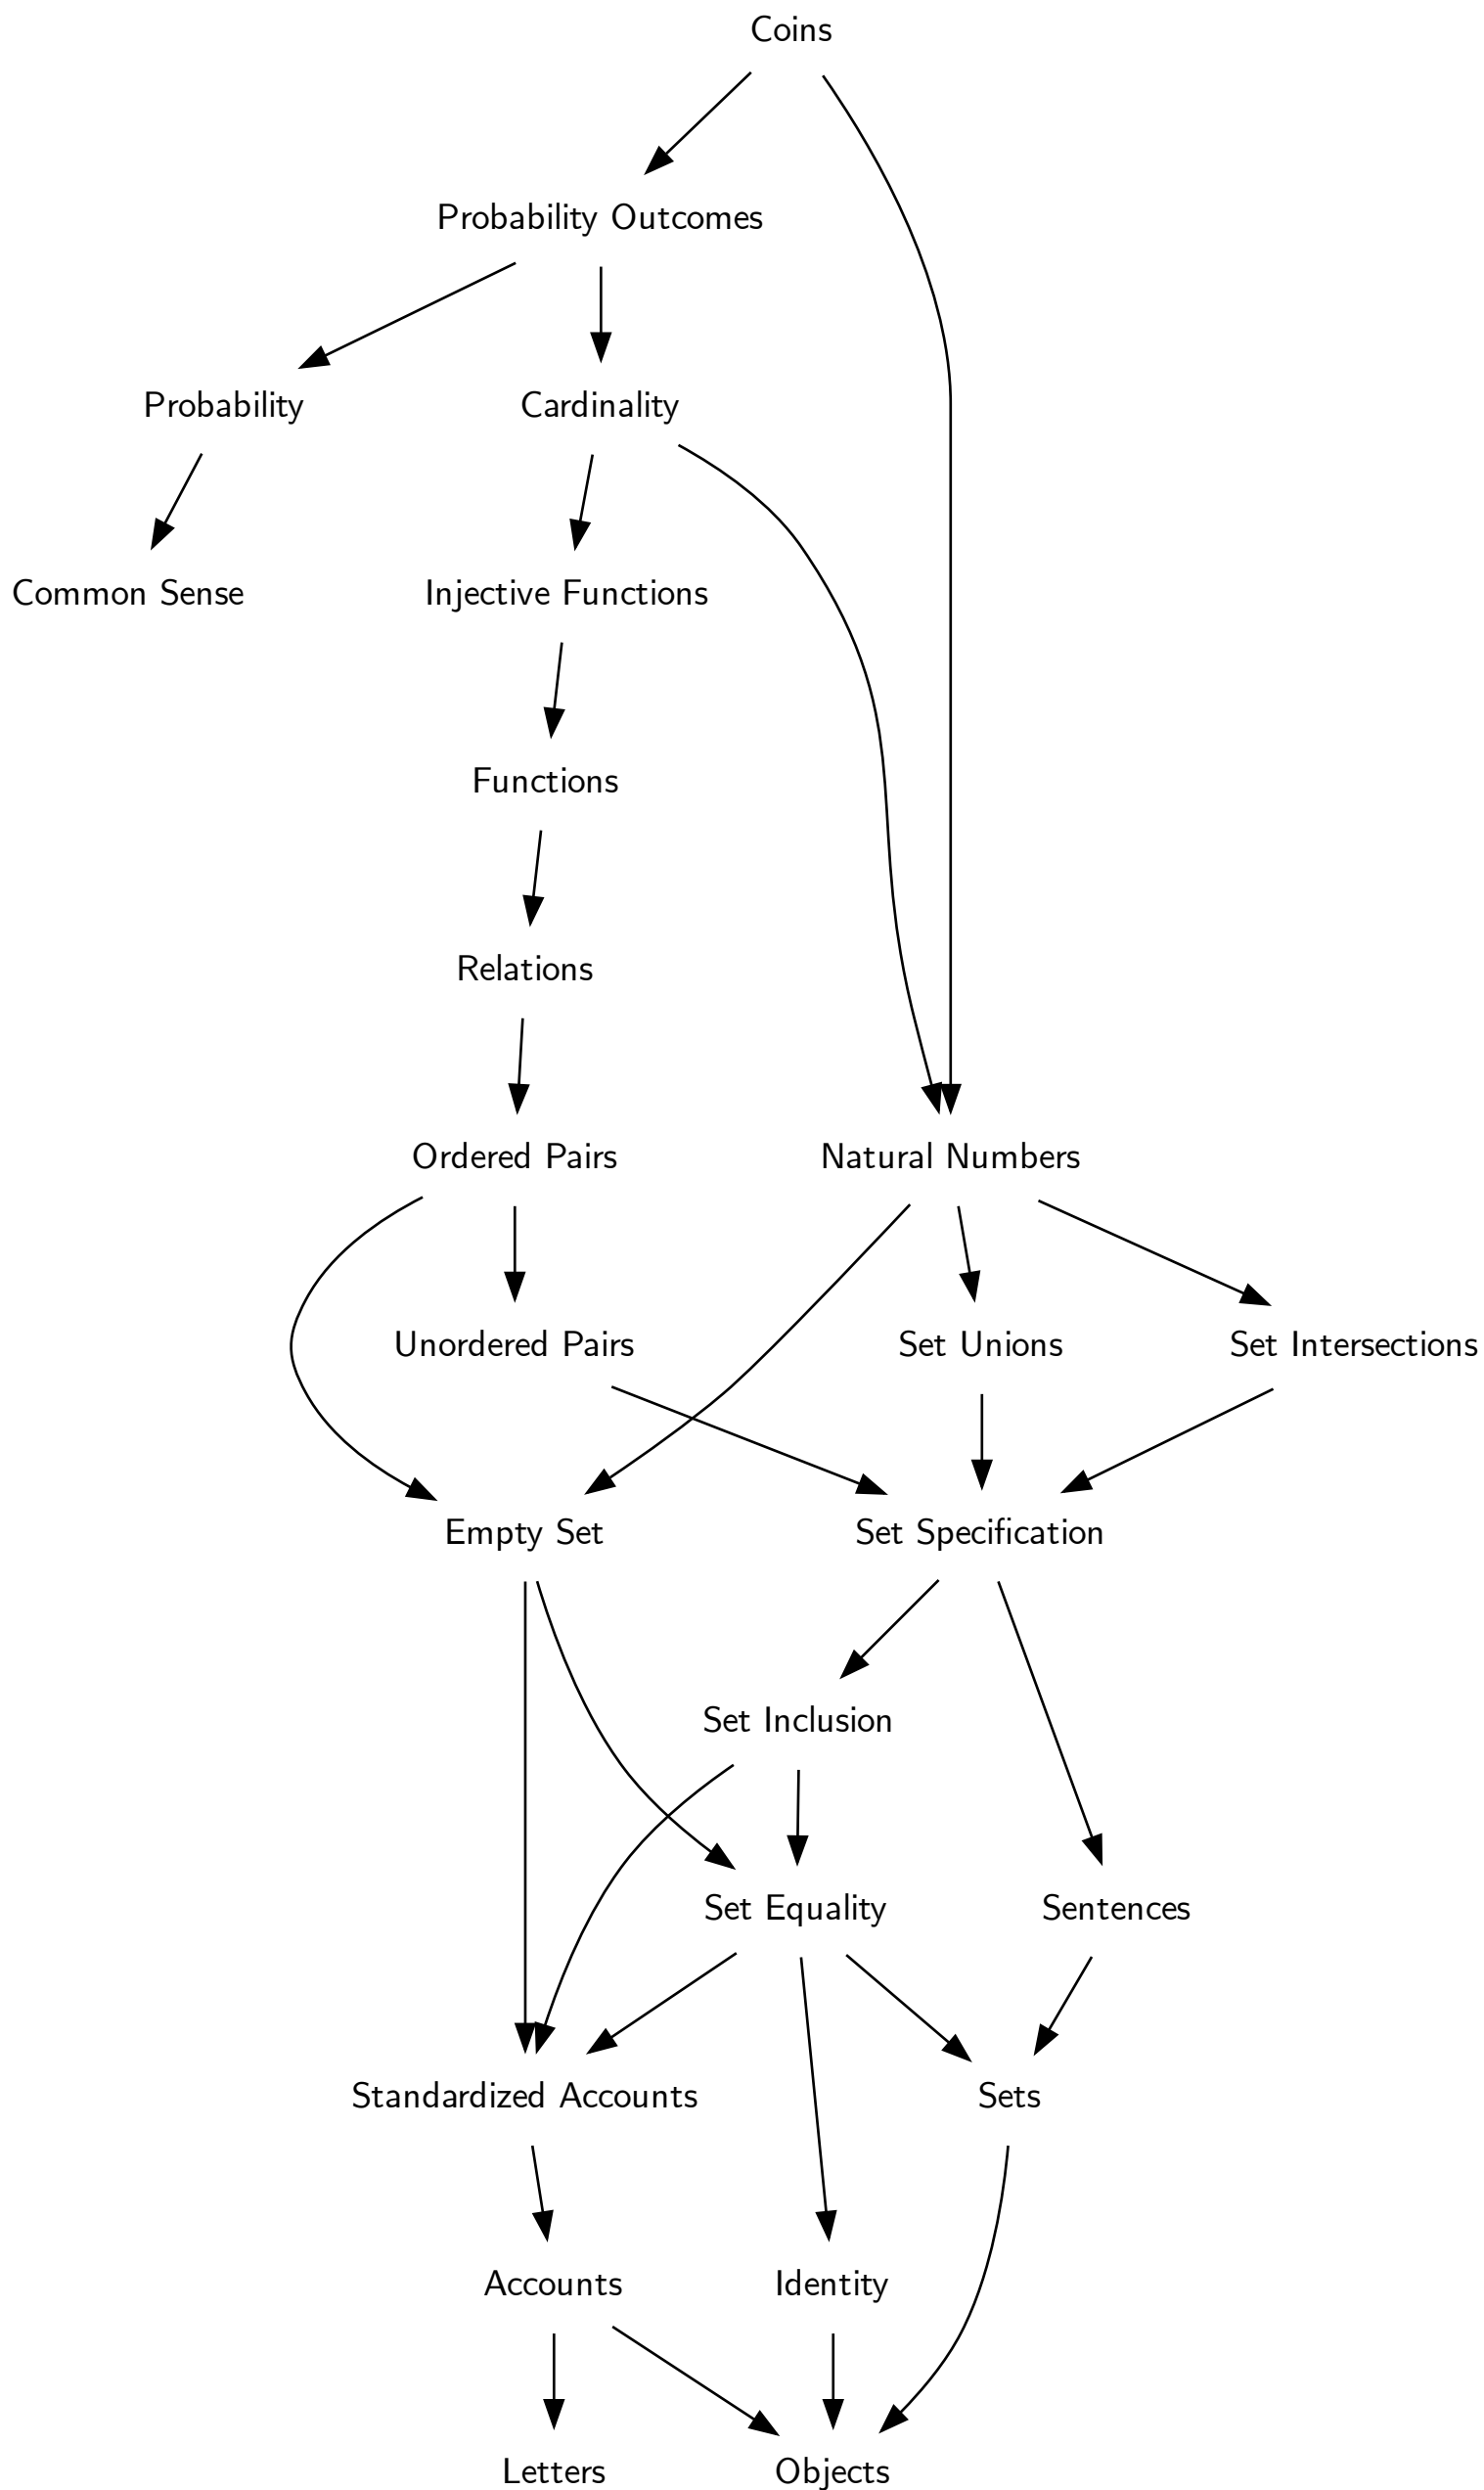 Coins
Probability Outcomes
Probability
Cardinality
Common Sense
Injective Functions
Functions
Relations
Ordered Pairs
Natural Numbers
Unordered Pairs
Set Unions
Set Intersections
Empty Set
Set Specification
Set Inclusion
Set Equality
Sentences
Standardized Accounts
Sets
Accounts
Identity
Letters
Objects